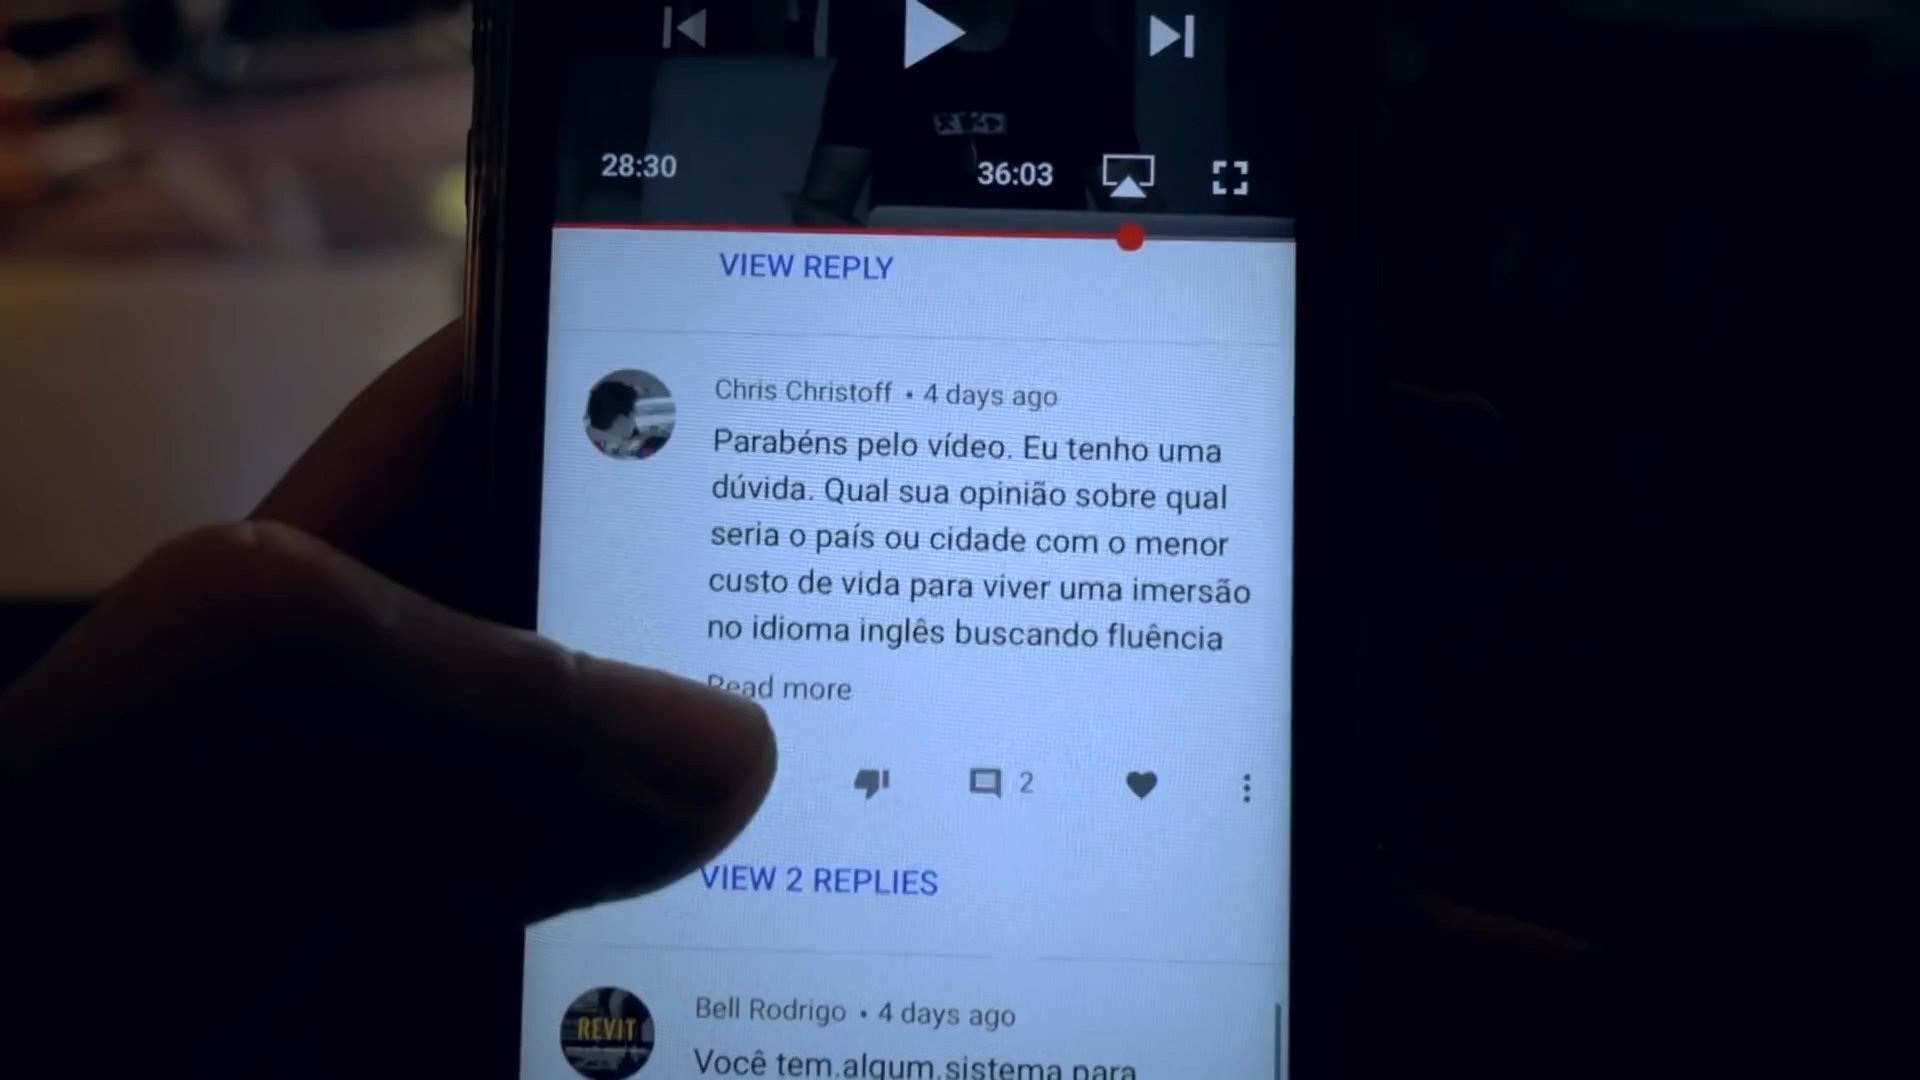 28:30
36:03
VIEW REPLY
Chris Christoff • 4 days ago
Parabéns pelo vídeo. Eu tenho uma
dúvida. Qual sua opinião sobre qual
seria o país ou cidade com o menor
custo de vida para viver uma imersão
no idioma inglês buscando fluência
Read more
2
VIEW 2 REPLIES
REVIT
Bell Rodrigo • 4 days ago
Você tem.algum.sistema para